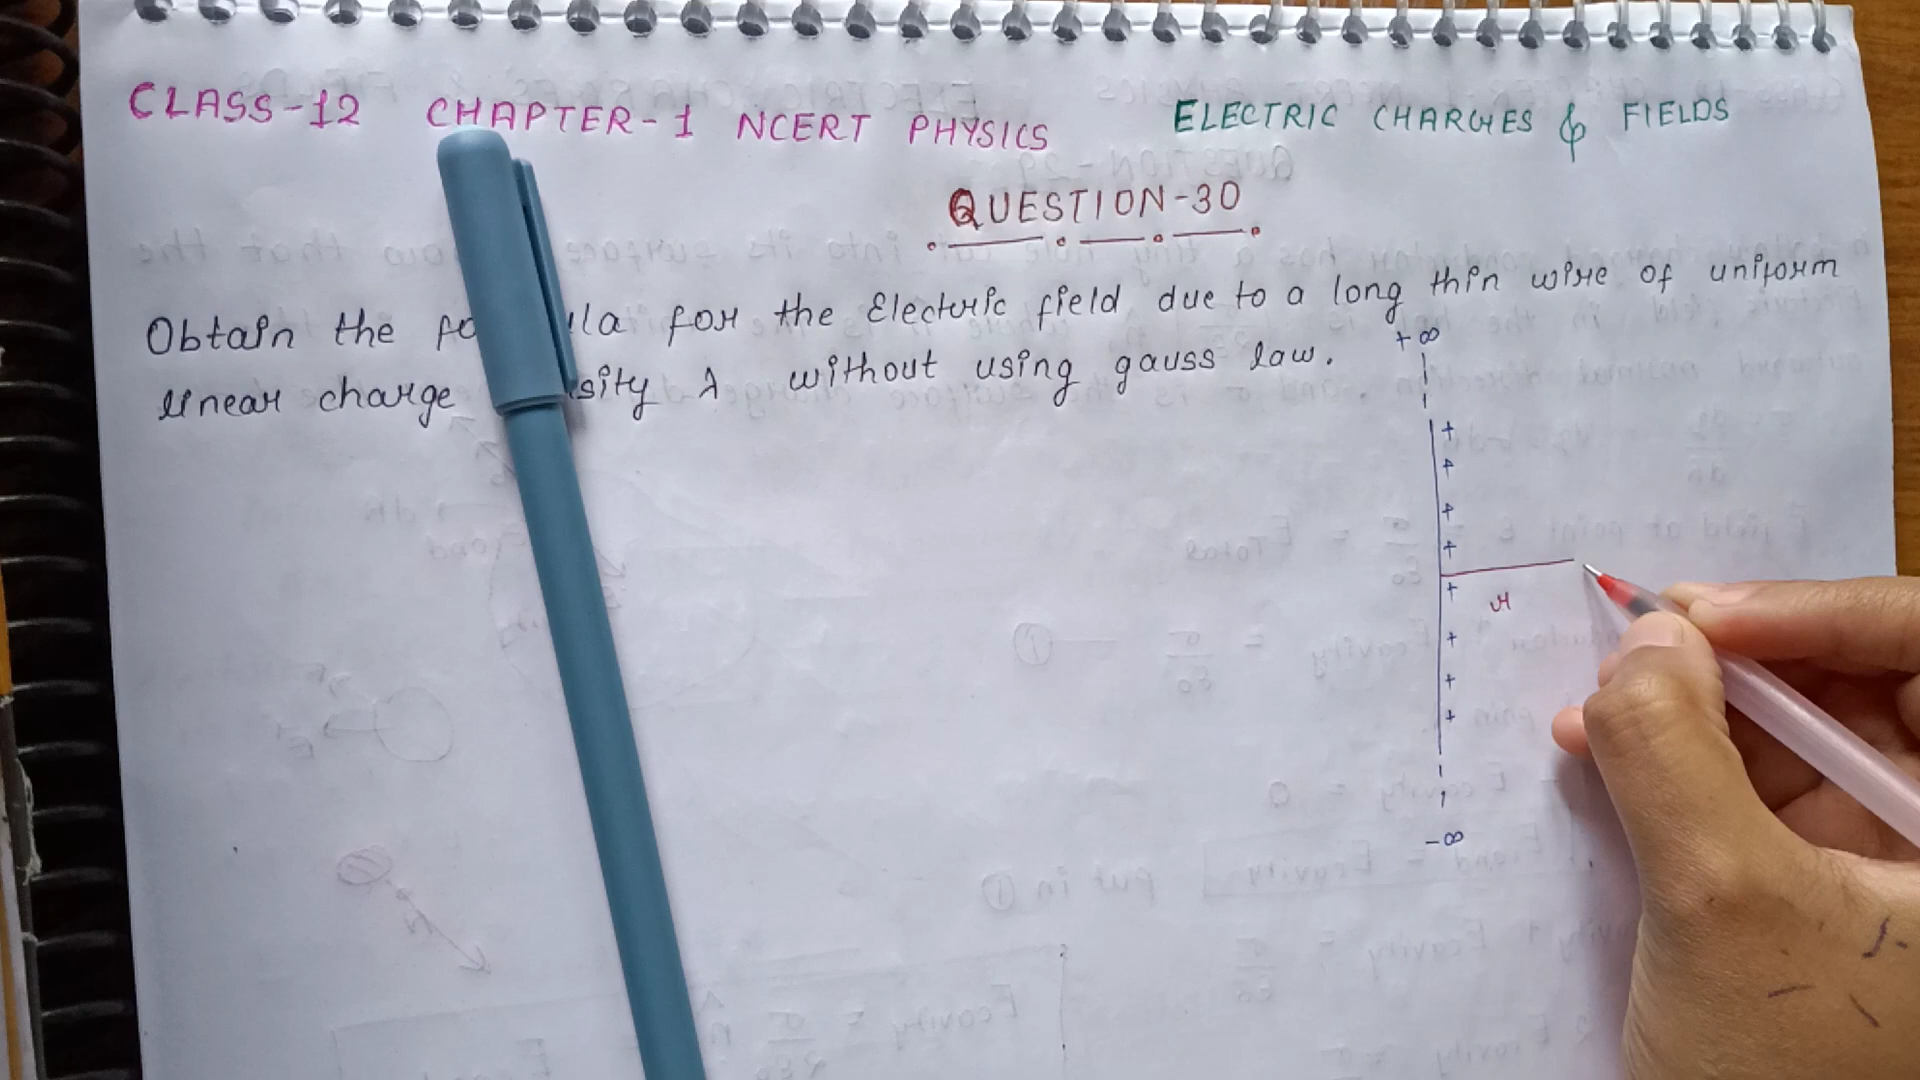 CLASS-12 CHAPTER-1 NCERT PHYSICS ELECTRIC CHARGES & FIELDS
QUESTION-30
Obtain the fo ula for the Electric field due to a long thin wire of uniform
linear charge sity λ without using gauss law.
+∞
+
+
+
+
+
r
+
+
+
-∞